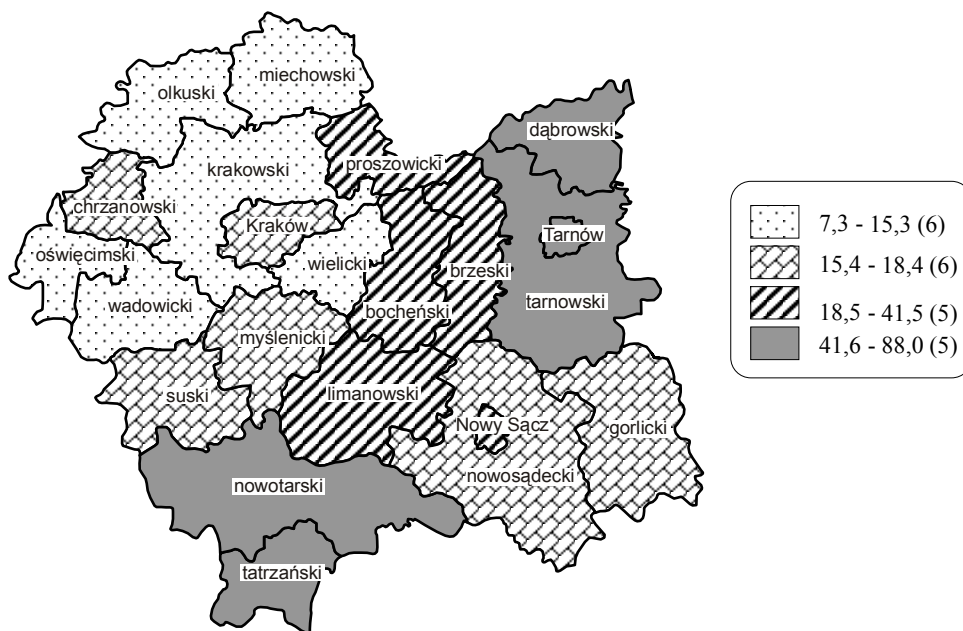 miechowski
olkuski
dąbrowski
proszowicki
krakowski
chrzanowski
Kraków
Tarnów
oświęcimski
wielicki
brzeski
wadowicki
bocheński
tarnowski
myślenicki
suski
limanowski
Nowy Sącz
gorlicki
nowosądecki
nowotarski
tatrzański
7,3 - 15,3 (6)
15,4 - 18,4 (6)
18,5 - 41,5 (5)
41,6 - 88,0 (5)